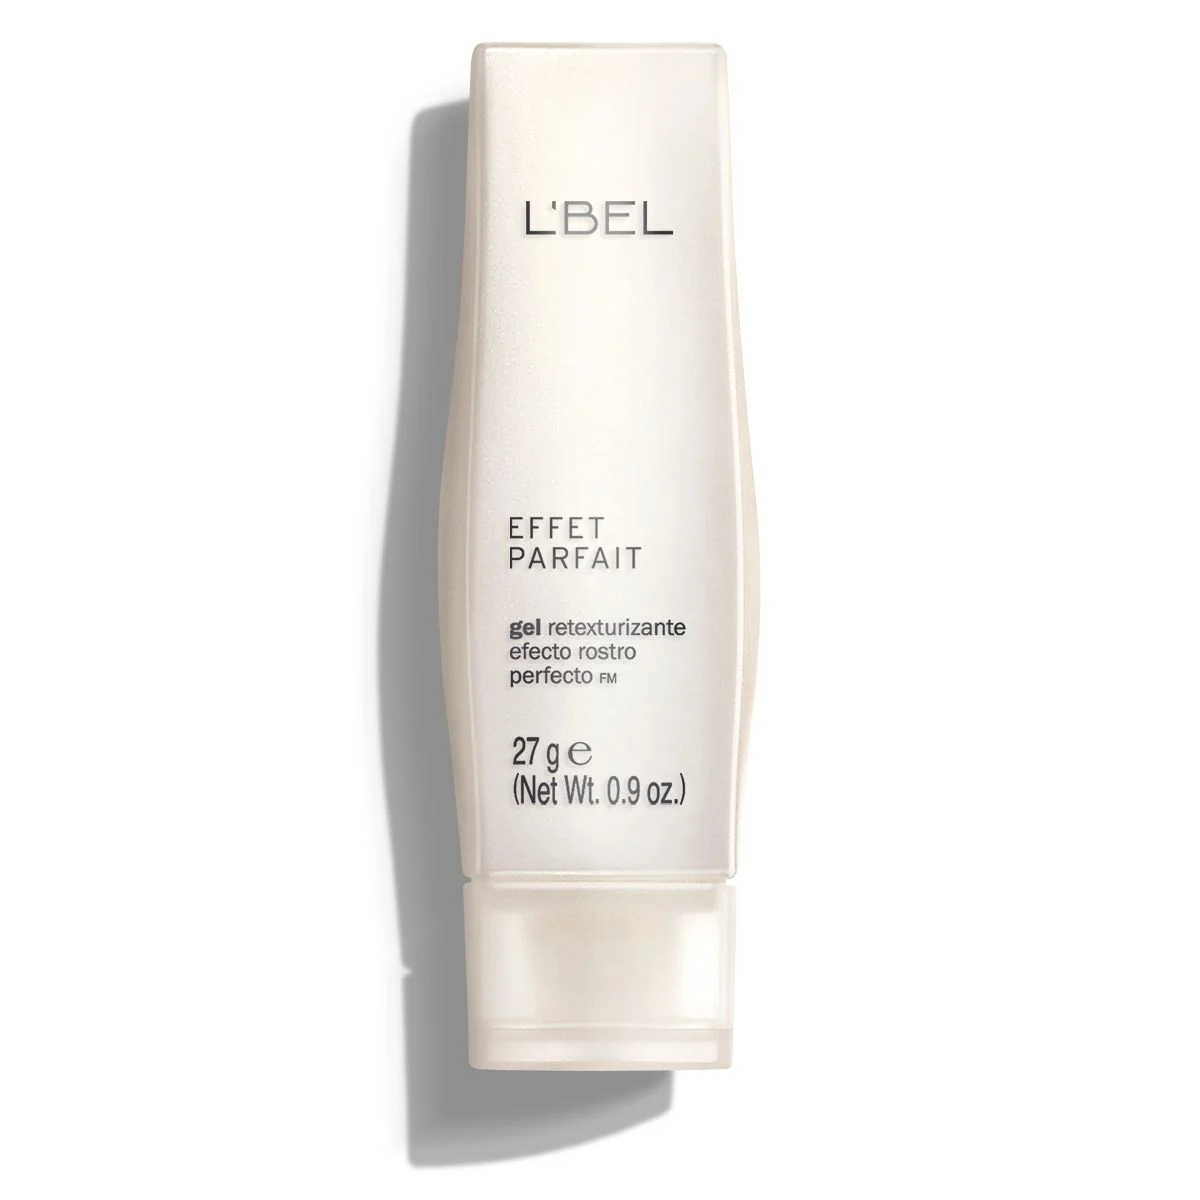 L'BEL
EFFET
PARFAIT
gel retexturizante
efecto rostro
perfecto FM
27 g ℮
(Net Wt. 0.9 oz.)